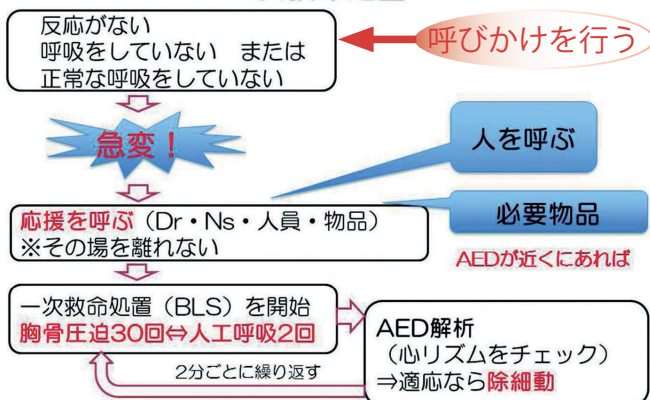 反応がない
呼吸をしていない または
正常な呼吸をしていない
呼びかけを行う
急変！
人を呼ぶ
必要物品
応援を呼ぶ（Dr・Ns・人員・物品）
※その場を離れない
AEDが近くにあれば
一次救命処置（BLS）を開始
胸骨圧迫30回⇔人工呼吸2回
AED解析
（心リズムをチェック）
⇒適応なら除細動
2分ごとに繰り返す